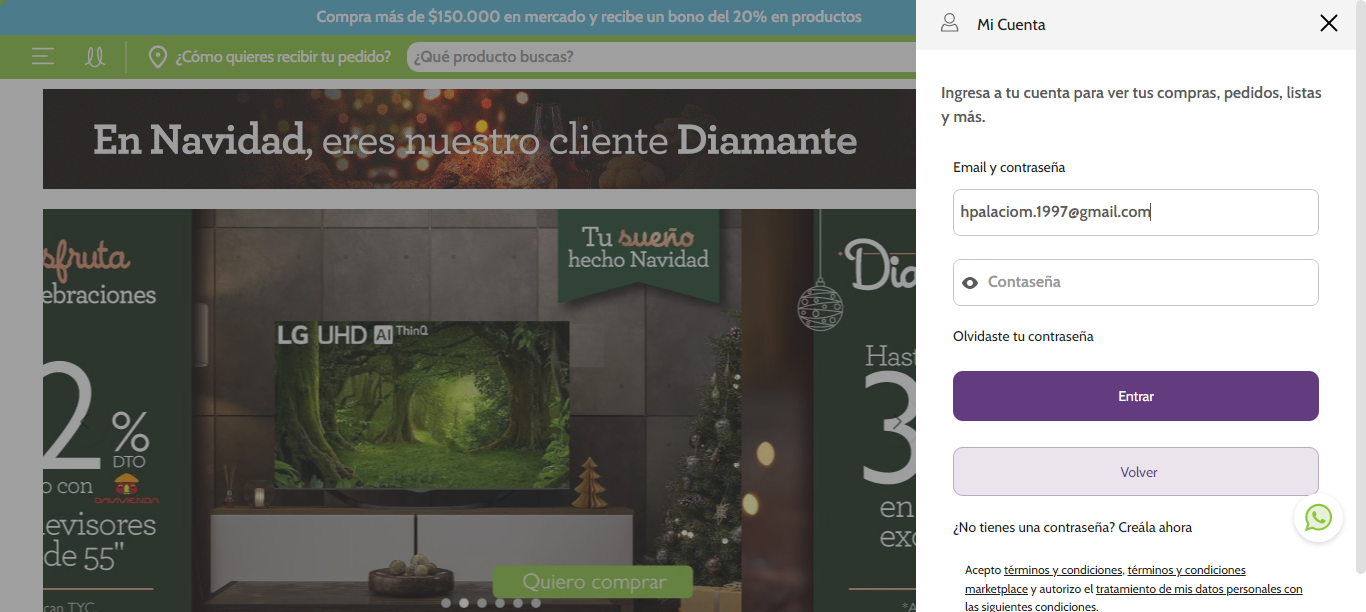 Compra más de $150.000 en mercado y recibe un bono del 20% en productos
¿Cómo quieres recibir tu pedido?
¿Qué producto buscas?
En Navidad, eres nuestro cliente Diamante
sfruta
ebraciones
2%
DTO
o con
DAVIVIENDA
levisores
de 55"
can TYC
Tu sueño
hecho Navidad
LG UHD AI ThinQ
Quiero comprar
Dia
Hast
3
en
exc
*A
Mi Cuenta
Ingresa a tu cuenta para ver tus compras, pedidos, listas
y más.
Email y contraseña
hpalaciom.1997@gmail.com
Contaseña
Olvidaste tu contraseña
Entrar
Volver
¿No tienes una contraseña? Creála ahora
Acepto términos y condiciones, términos y condiciones
marketplace y autorizo el tratamiento de mis datos personales con
las siguientes condiciones.